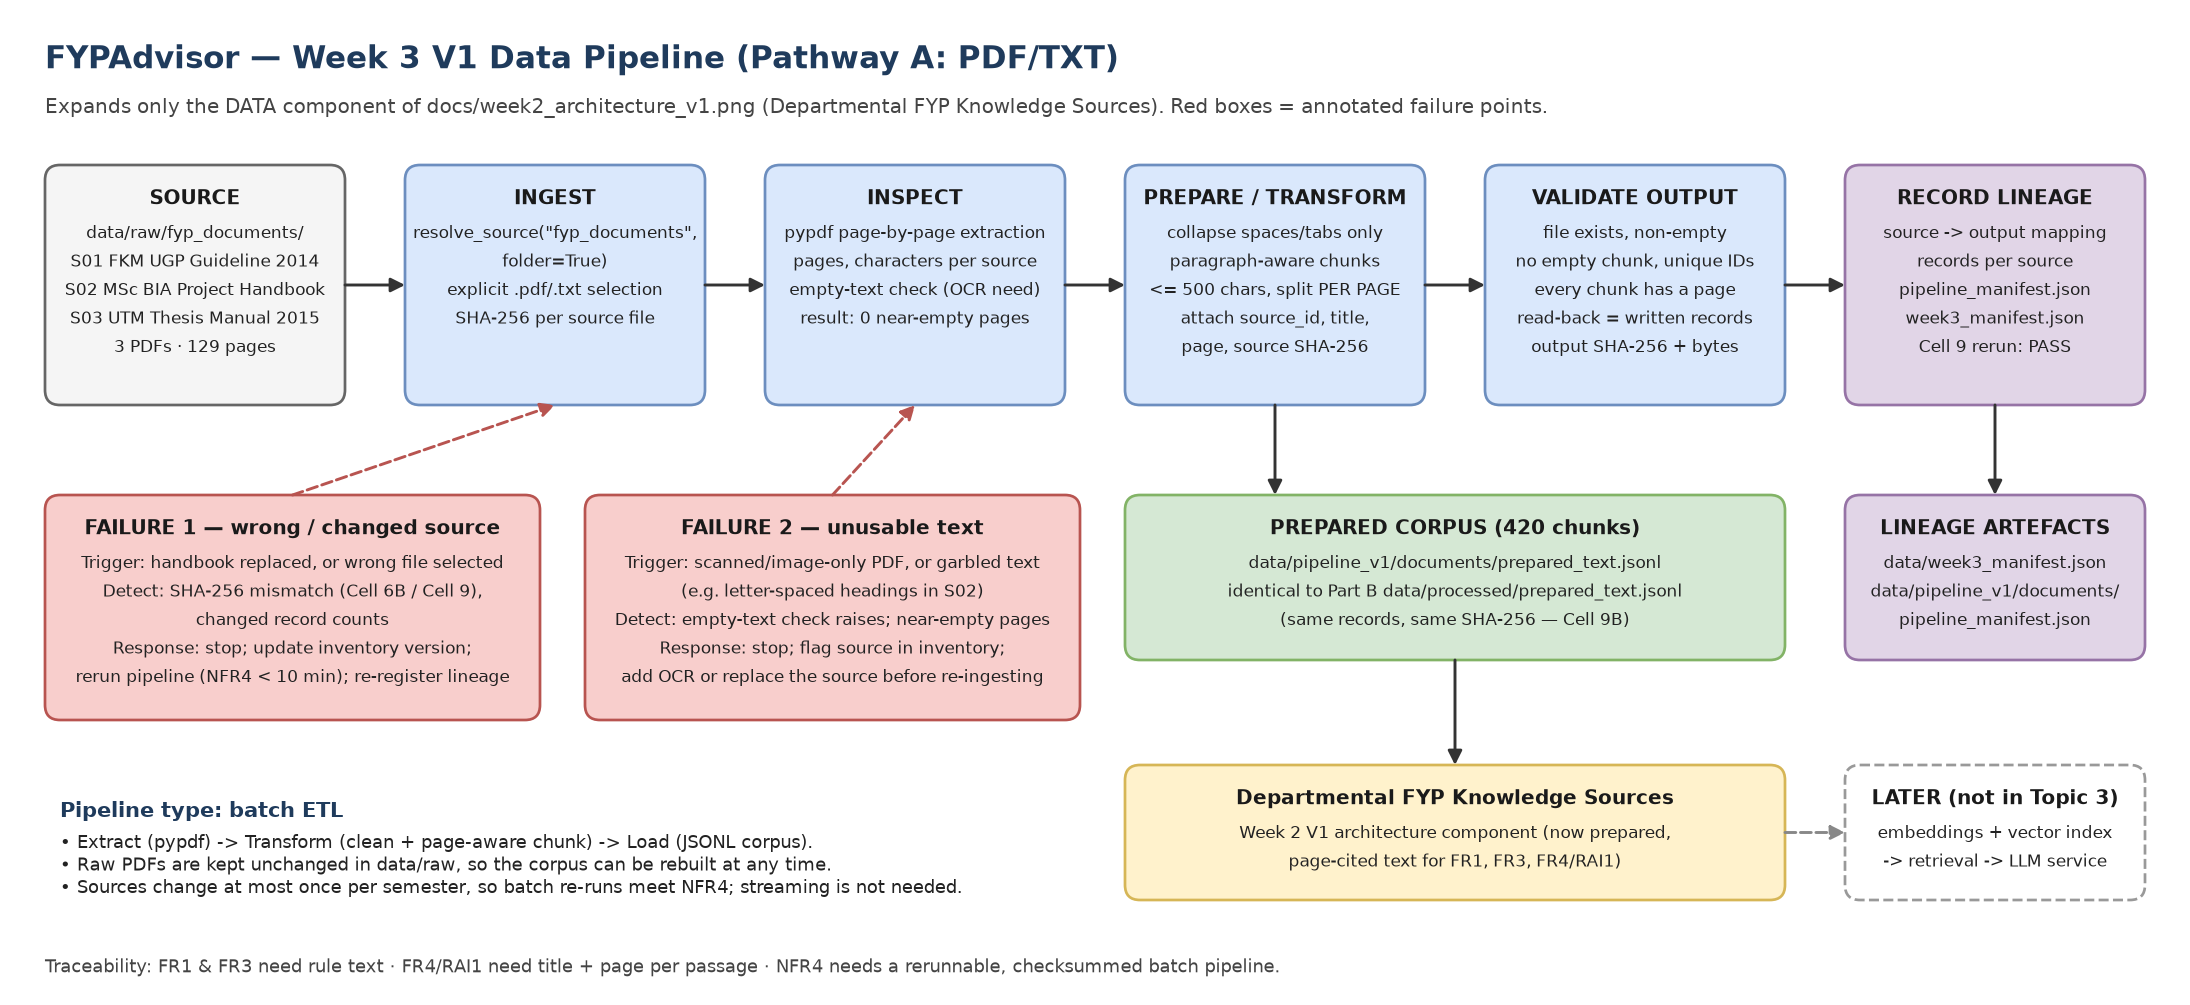 FYPAdvisor — Week 3 V1 Data Pipeline (Pathway A: PDF/TXT)
Expands only the DATA component of docs/week2_architecture_v1.png (Departmental FYP Knowledge Sources). Red boxes = annotated failure points.
SOURCE
data/raw/fyp_documents/
S01 FKM UGP Guideline 2014
S02 MSc BIA Project Handbook
S03 UTM Thesis Manual 2015
3 PDFs · 129 pages
INGEST
resolve_source("fyp_documents",
folder=True)
explicit .pdf/.txt selection
SHA-256 per source file
INSPECT
pypdf page-by-page extraction
pages, characters per source
empty-text check (OCR need)
result: 0 near-empty pages
PREPARE / TRANSFORM
collapse spaces/tabs only
paragraph-aware chunks
<= 500 chars, split PER PAGE
attach source_id, title,
page, source SHA-256
VALIDATE OUTPUT
file exists, non-empty
no empty chunk, unique IDs
every chunk has a page
read-back = written records
output SHA-256 + bytes
RECORD LINEAGE
source -> output mapping
records per source
pipeline_manifest.json
week3_manifest.json
Cell 9 rerun: PASS
FAILURE 1 — wrong / changed source
Trigger: handbook replaced, or wrong file selected
Detect: SHA-256 mismatch (Cell 6B / Cell 9),
changed record counts
Response: stop; update inventory version;
rerun pipeline (NFR4 < 10 min); re-register lineage
FAILURE 2 — unusable text
Trigger: scanned/image-only PDF, or garbled text
(e.g. letter-spaced headings in S02)
Detect: empty-text check raises; near-empty pages
Response: stop; flag source in inventory;
add OCR or replace the source before re-ingesting
PREPARED CORPUS (420 chunks)
data/pipeline_v1/documents/prepared_text.jsonl
identical to Part B data/processed/prepared_text.jsonl
(same records, same SHA-256 — Cell 9B)
LINEAGE ARTEFACTS
data/week3_manifest.json
data/pipeline_v1/documents/
pipeline_manifest.json
Pipeline type: batch ETL
• Extract (pypdf) -> Transform (clean + page-aware chunk) -> Load (JSONL corpus).
• Raw PDFs are kept unchanged in data/raw, so the corpus can be rebuilt at any time.
• Sources change at most once per semester, so batch re-runs meet NFR4; streaming is not needed.
Departmental FYP Knowledge Sources
Week 2 V1 architecture component (now prepared,
page-cited text for FR1, FR3, FR4/RAI1)
LATER (not in Topic 3)
embeddings + vector index
-> retrieval -> LLM service
Traceability: FR1 & FR3 need rule text · FR4/RAI1 need title + page per passage · NFR4 needs a rerunnable, checksummed batch pipeline.